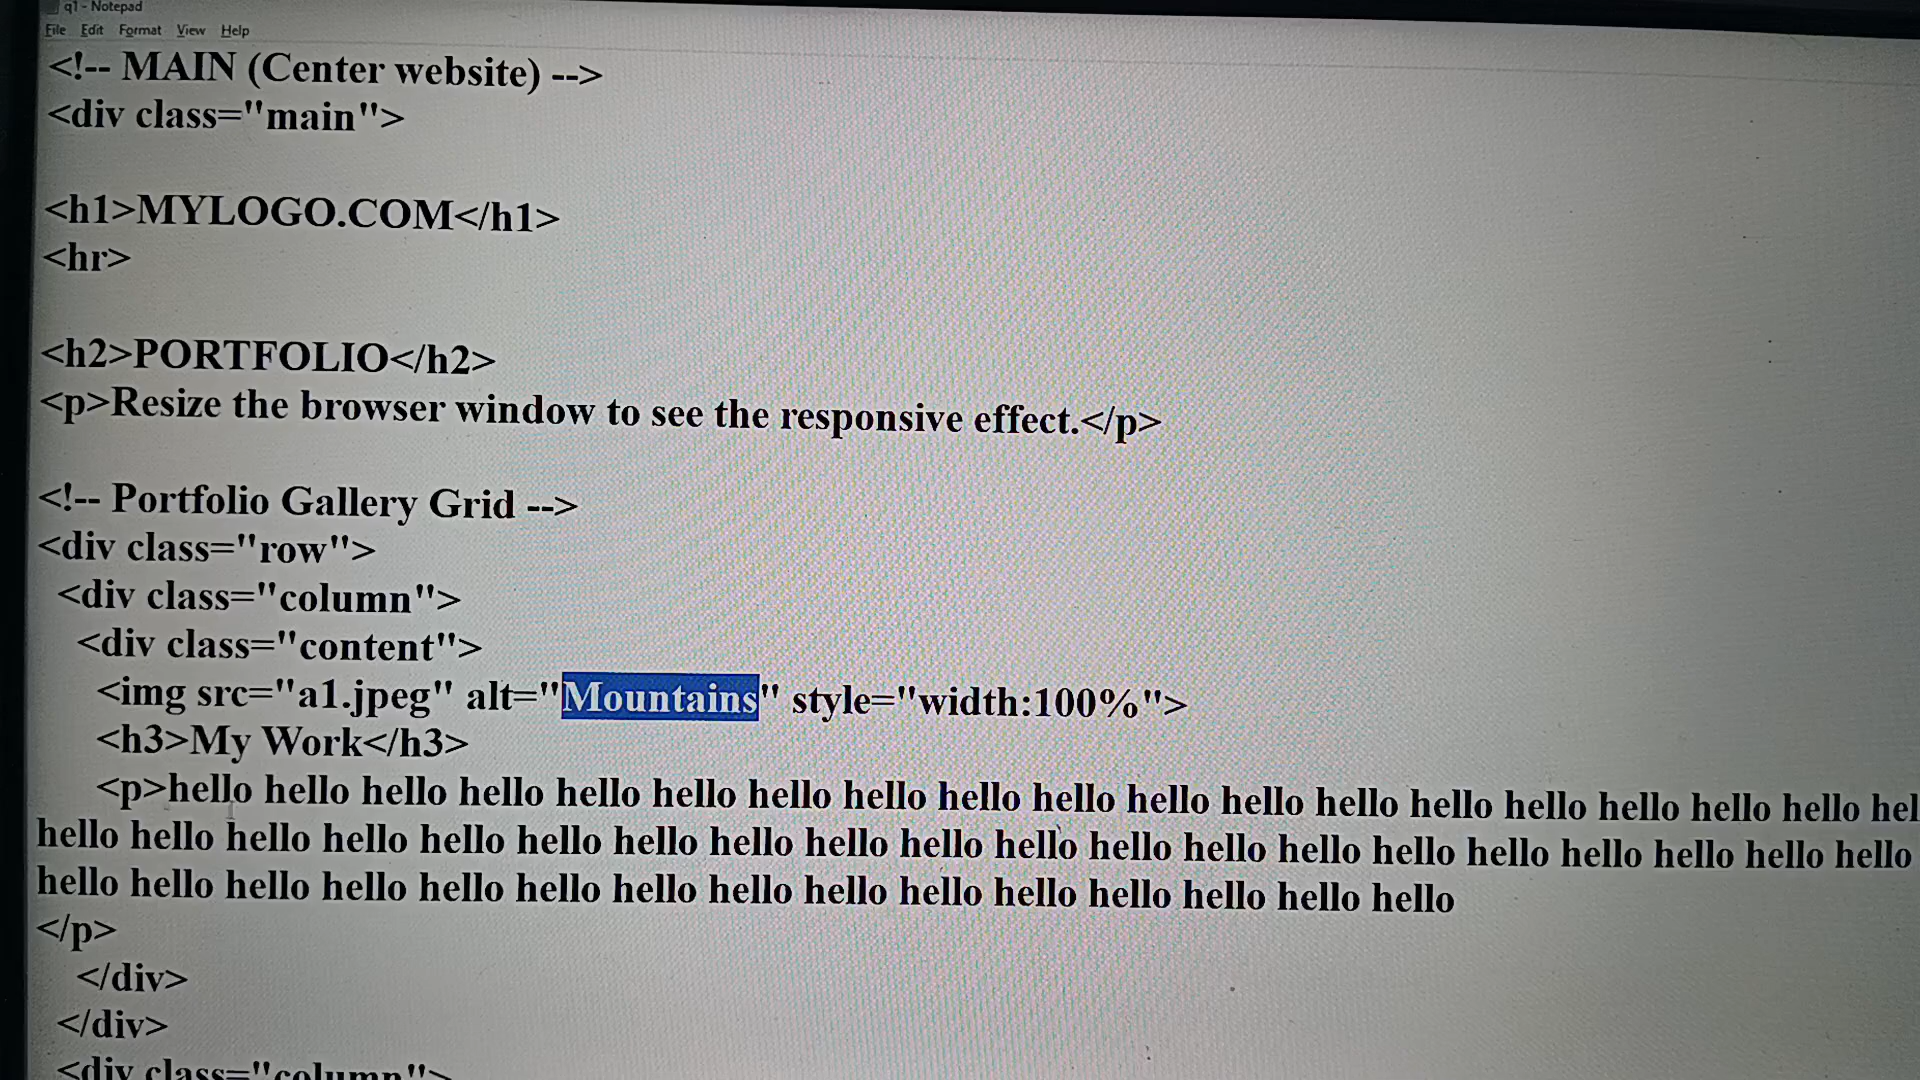 q1 - Notepad
File Edit Format View Help
<!-- MAIN (Center website) -->
<div class="main">
<h1>MYLOGO.COM</h1>
<hr>
<h2>PORTFOLIO</h2>
<p>Resize the browser window to see the responsive effect.</p>
<!-- Portfolio Gallery Grid -->
<div class="row">
<div class="column">
<div class="content">
<img src="a1.jpeg" alt="Mountains" style="width:100%">
<h3>My Work</h3>
<p>hello hello hello hello hello hello hello hello hello hello hello hello hello hello hello hello hello hello hel
hello hello hello hello hello hello hello hello hello hello hello hello hello hello hello hello hello hello hello hello
hello hello hello hello hello hello hello hello hello hello hello hello hello hello hello
</p>
</div>
</div>
<div class="column">